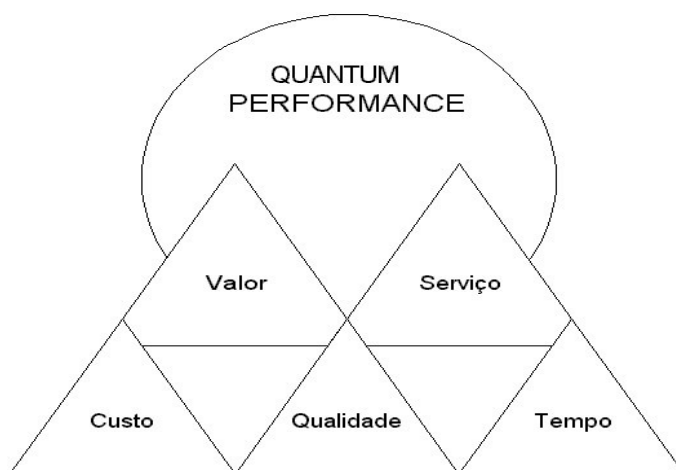 QUANTUM
PERFORMANCE
Valor
Serviço
Custo
Qualidade
Tempo